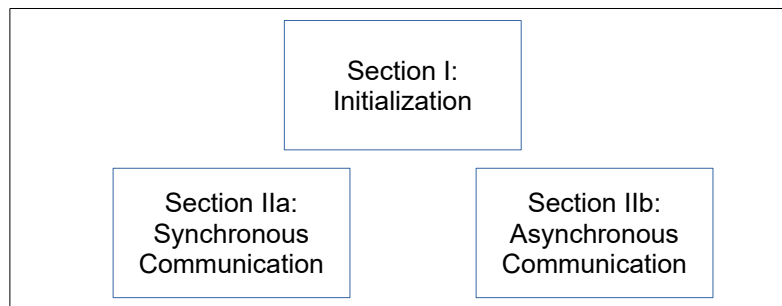 Section I:
Initialization
Section IIa:
Synchronous
Communication
Section IIb:
Asynchronous
Communication